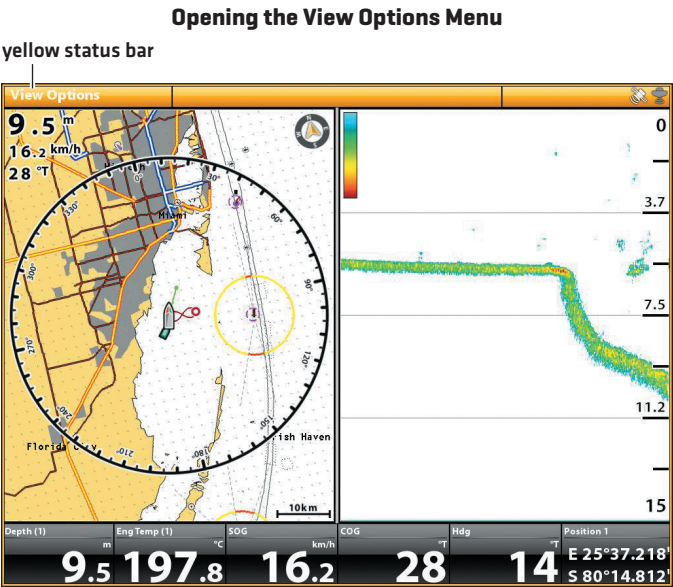 Opening the View Options Menu
yellow status bar
View Options
9.5 m
16.2 km/h
28 °T
0°
30°
60°
90°
120°
150°
180°
210°
240°
270°
300°
330°
Miami
Florida
ish Haven
10km
0
3.7
7.5
11.2
15
Depth (1)
m
9.5
Eng Temp (1)
°C
197.8
SOG
km/h
16.2
COG
°T
28
Hdg
°T
14
Position 1
E 25°37.218'
S 80°14.812'